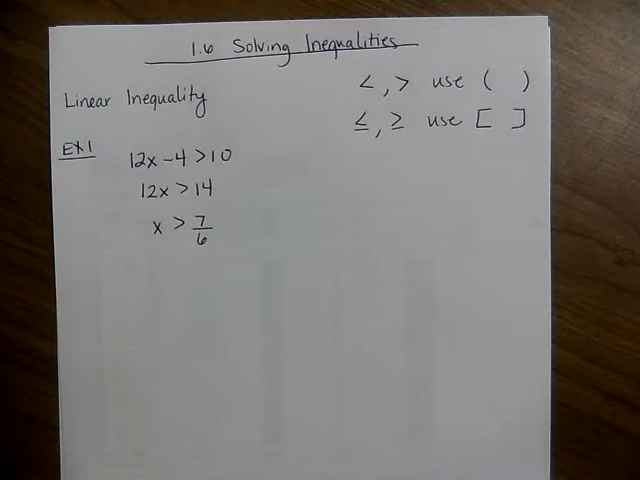 1.6 Solving Inequalities
Linear Inequality
<, > use ( )
≤, ≥ use [ ]
EX1
12x - 4 > 10
12x > 14
x > 7/6